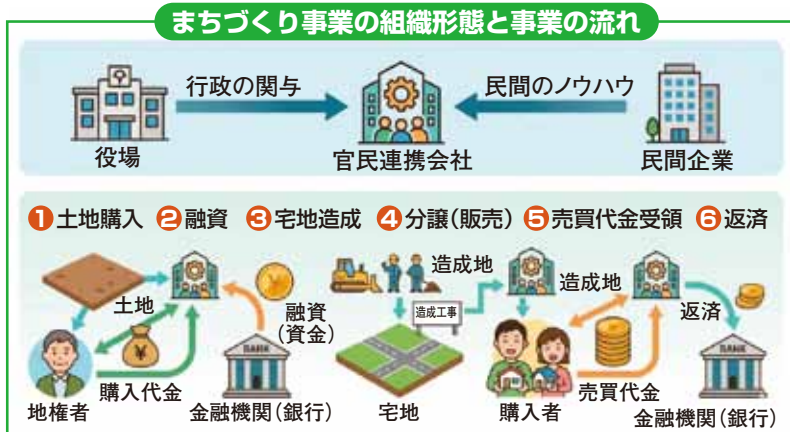 まちづくり事業の組織形態と事業の流れ
行政の関与
民間のノウハウ
役場
官民連携会社
民間企業
❶土地購入 ❷融資 ❸宅地造成 ❹分譲(販売) ❺売買代金受領 ❻返済
土地
購入代金
地権者
融資
(資金)
BANK
金融機関(銀行)
造成地
造成工事
宅地
造成地
売買代金
購入者
返済
BANK
金融機関(銀行)